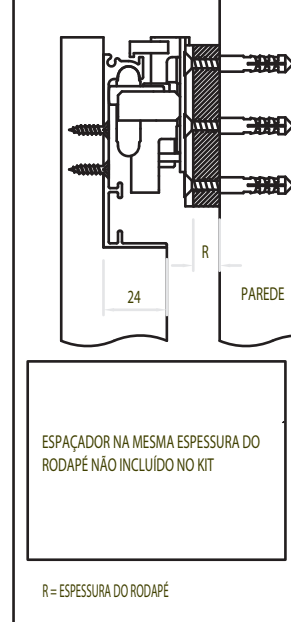 R
24
PAREDE
ESPAÇADOR NA MESMA ESPESSURA DO
RODAPÉ NÃO INCLUÍDO NO KIT
R = ESPESSURA DO RODAPÉ